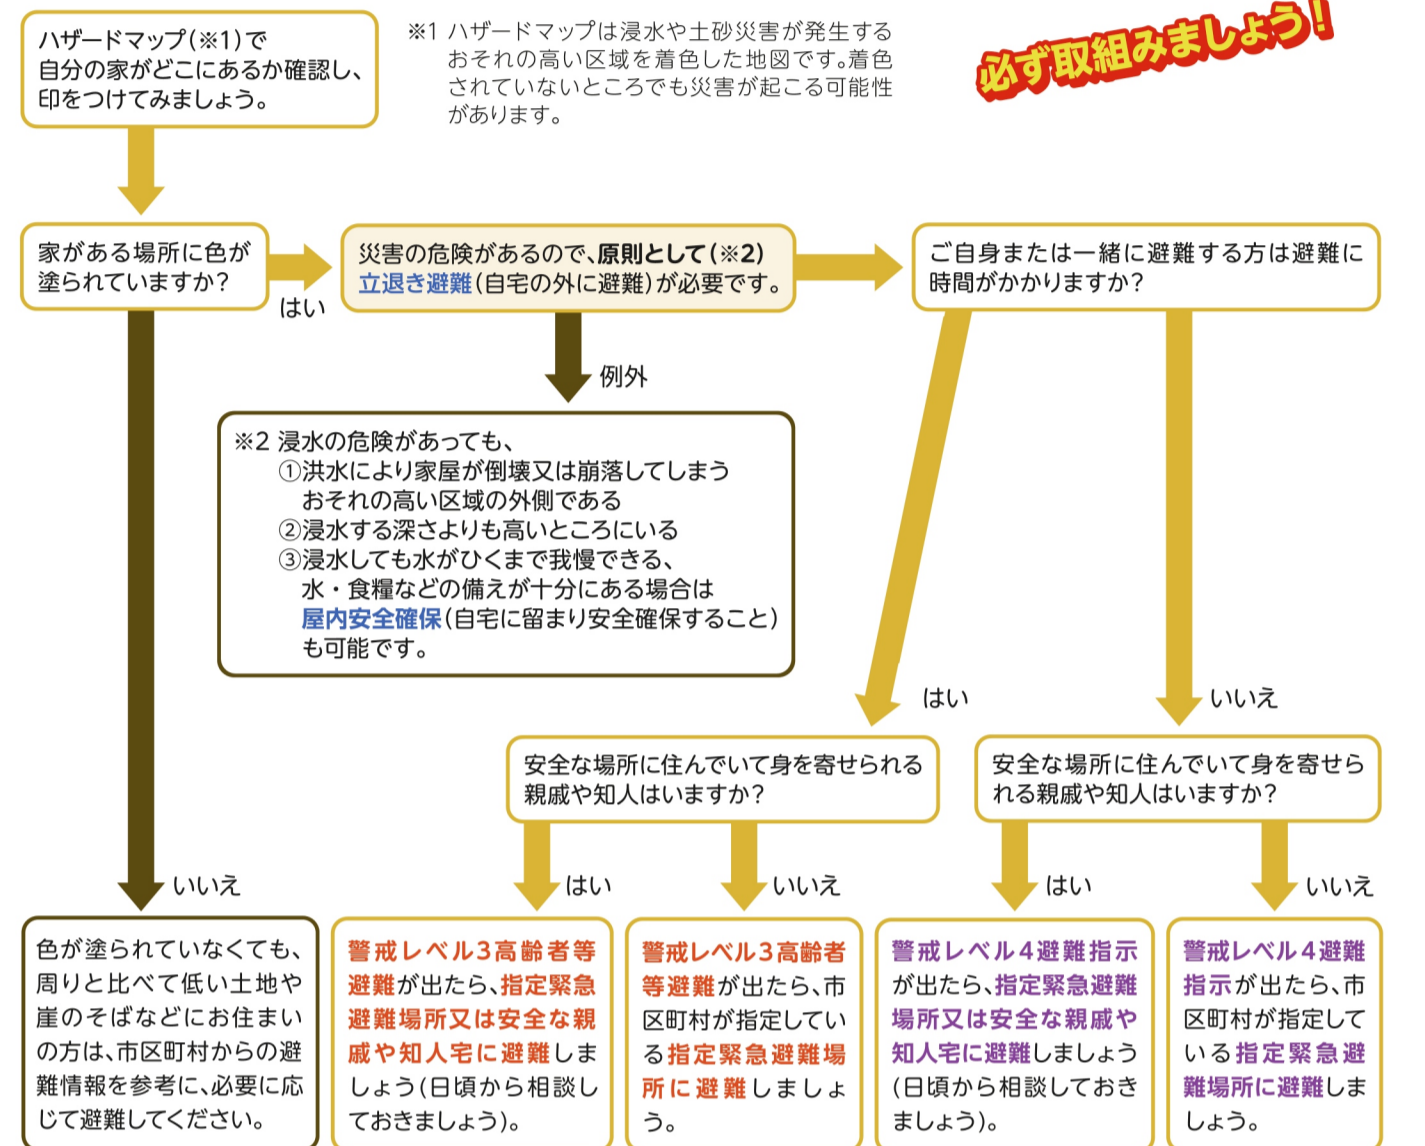 ハザードマップ(※1)で
自分の家がどこにあるか確認し、
印をつけてみましょう。
※1 ハザードマップは浸水や土砂災害が発生する
おそれの高い区域を着色した地図です。着色
されていないところでも災害が起こる可能性
があります。
必ず取組みましょう!
家がある場所に色が
塗られていますか?
はい
災害の危険があるので、原則として(※2)
立退き避難(自宅の外に避難)が必要です。
ご自身または一緒に避難する方は避難に
時間がかかりますか?
例外
※2 浸水の危険があっても、
①洪水により家屋が倒壊又は崩落してしまう
おそれの高い区域の外側である
②浸水する深さよりも高いところにいる
③浸水しても水がひくまで我慢できる、
水・食糧などの備えが十分にある場合は
屋内安全確保(自宅に留まり安全確保すること)
も可能です。
はい
いいえ
安全な場所に住んでいて身を寄せられる
親戚や知人はいますか?
安全な場所に住んでいて身を寄せら
れる親戚や知人はいますか?
いいえ
はい
いいえ
はい
いいえ
色が塗られていなくても、
周りと比べて低い土地や
崖のそばなどにお住まい
の方は、市区町村からの避
難情報を参考に、必要に応
じて避難してください。
警戒レベル3高齢者等
避難が出たら、指定緊急
避難場所又は安全な親
戚や知人宅に避難しま
しょう(日頃から相談し
ておきましょう)。
警戒レベル3高齢者
等避難が出たら、市
区町村が指定してい
る指定緊急避難場
所に避難しましょ
う。
警戒レベル4避難指示
が出たら、指定緊急避難
場所又は安全な親戚や
知人宅に避難しましょう
(日頃から相談しておき
ましょう)。
警戒レベル4避難
指示が出たら、市
区町村が指定して
いる指定緊急避
難場所に避難しま
しょう。